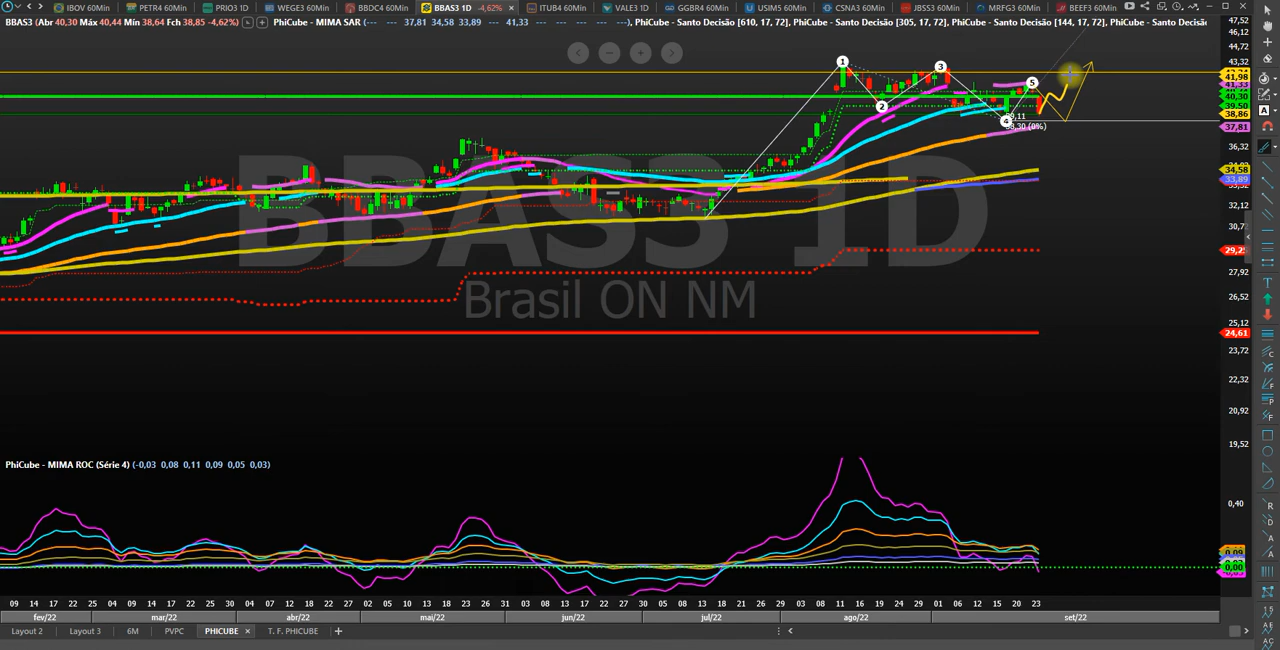 IBOV 60Min
PETR4 60Min
PRIO3 1D
WEGE3 60Min
BBDC4 60Min
BBAS3 1D -4,62%
ITUB4 60Min
VALE3 1D
GGBR4 60Min
USIM5 60Min
CSNA3 60Min
JBSS3 60Min
MRFG3 60Min
BEEF3 60Min
BBAS3 (Abr 40,30 Máx 40,44 Min 38,64 Fch 38,85 -4,62%)
PhiCube - MIMA SAR ( --- --- --- 37,81 34,58 33,89 --- 41,33 --- --- ---), PhiCube - Santo Decisão [610, 17, 72], PhiCube - Santo Decisão [305, 17, 72], PhiCube - Santo Decisão [144, 17, 72], PhiCube - Santo Decisão
47,52
46,12
44,72
43,32
41,98
40,30
39,50
38,86
37,81
36,32
34,58
33,89
32,12
30,7
29,2
27,92
26,52
25,12
24,61
23,72
22,32
20,92
19,52
1
3
5
2
4
39,11
38,30 (0%)
BBAS3 1D
Brasil ON NM
PhiCube - MIMA ROC (Série 4) (-0,03 0,08 0,11 0,09 0,05 0,03)
0,40
0,09
0,00
09 14 17 22 25 04 09 14 17 22 25 30 04 07 12 18 22 27 02 05 10 13 18 23 26 31 03 08 13 17 22 27 30 05 08 13 18 21 26 29 03 08 11 16 19 24 29 01 06 12 15 20 23
fev/22 mar/22 abr/22 mai/22 jun/22 jul/22 ago/22 set/22
Layout 2 Layout 3 6M PVPC PHICUBE T. F. PHICUBE